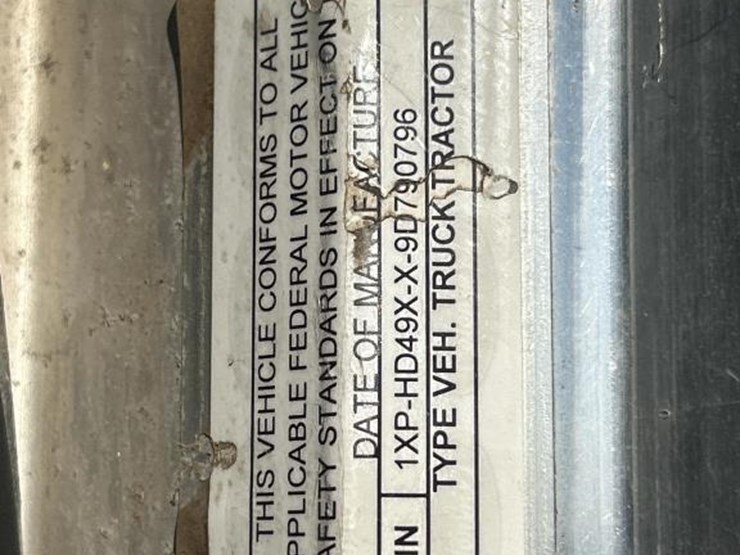 THIS VEHICLE CONFORMS TO ALL
PPLICABLE FEDERAL MOTOR VEHIC
AFETY STANDARDS IN EFFECT ON
DATE OF MANUFACTURE
IN 1XP-HD49X-X-9D790796
TYPE VEH. TRUCK TRACTOR